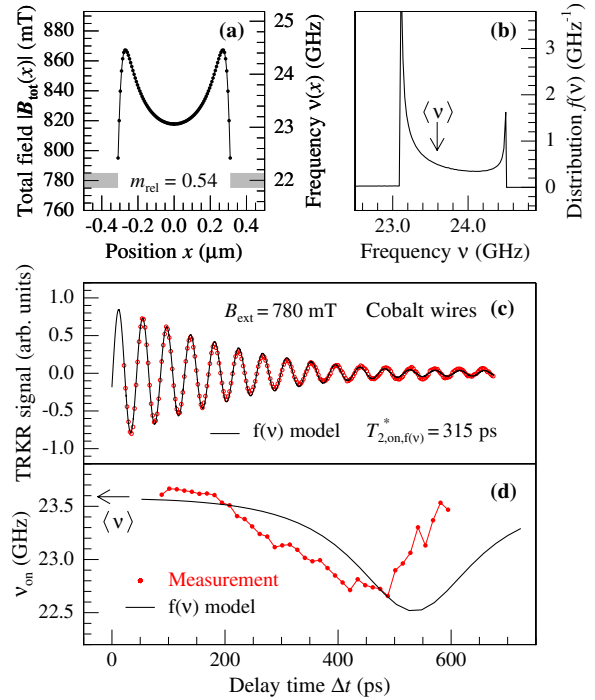 (a)
Total field |B_tot(x)| (mT)
880
860
840
820
800
780
760
m_rel = 0.54
-0.4 -0.2 0.0 0.2 0.4
Position x (μm)
25
24
23
22
Frequency ν(x) (GHz)
(b)
⟨ν⟩
23.0 24.0
Frequency ν (GHz)
3
2
1
0
Distribution f(ν) (GHz⁻¹)
TRKR signal (arb. units)
1.0
0.5
0.0
-0.5
-1.0
B_ext = 780 mT Cobalt wires (c)
f(ν) model T*_2,on,f(ν) = 315 ps
(d)
ν_on (GHz)
23.5
23.0
22.5
⟨ν⟩
Measurement
f(ν) model
0 200 400 600
Delay time Δt (ps)